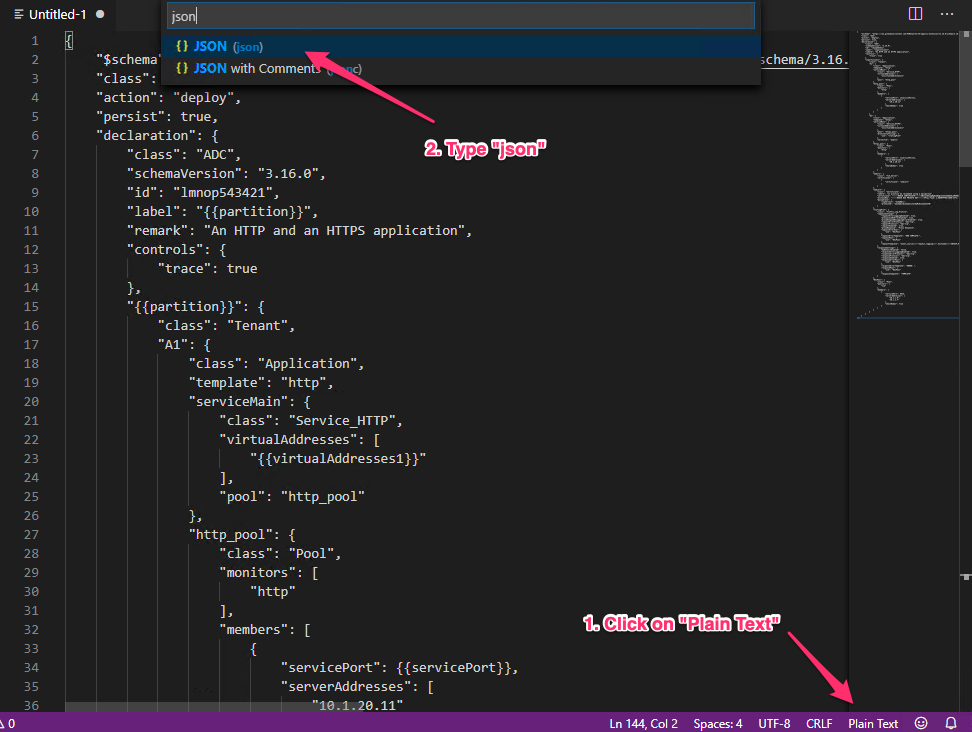 Untitled-1
json
{} JSON (json)
{} JSON with Comments
1 {
2 "$schema schema/3.16.
3 "class":
4 "action": "deploy",
5 "persist": true,
6 "declaration": {
7 "class": "ADC",
8 "schemaVersion": "3.16.0",
9 "id": "lmnop543421",
10 "label": "{{partition}}",
11 "remark": "An HTTP and an HTTPS application",
12 "controls": {
13 "trace": true
14 },
15 "{{partition}}": {
16 "class": "Tenant",
17 "A1": {
18 "class": "Application",
19 "template": "http",
20 "serviceMain": {
21 "class": "Service_HTTP",
22 "virtualAddresses": [
23 "{{virtualAddresses1}}"
24 ],
25 "pool": "http_pool"
26 },
27 "http_pool": {
28 "class": "Pool",
29 "monitors": [
30 "http"
31 ],
32 "members": [
33 {
34 "servicePort": {{servicePort}},
35 "serverAddresses": [
36 "10.1.20.11"
2. Type "json"
1. Click on "Plain Text"
0 Ln 144, Col 2 Spaces: 4 UTF-8 CRLF Plain Text